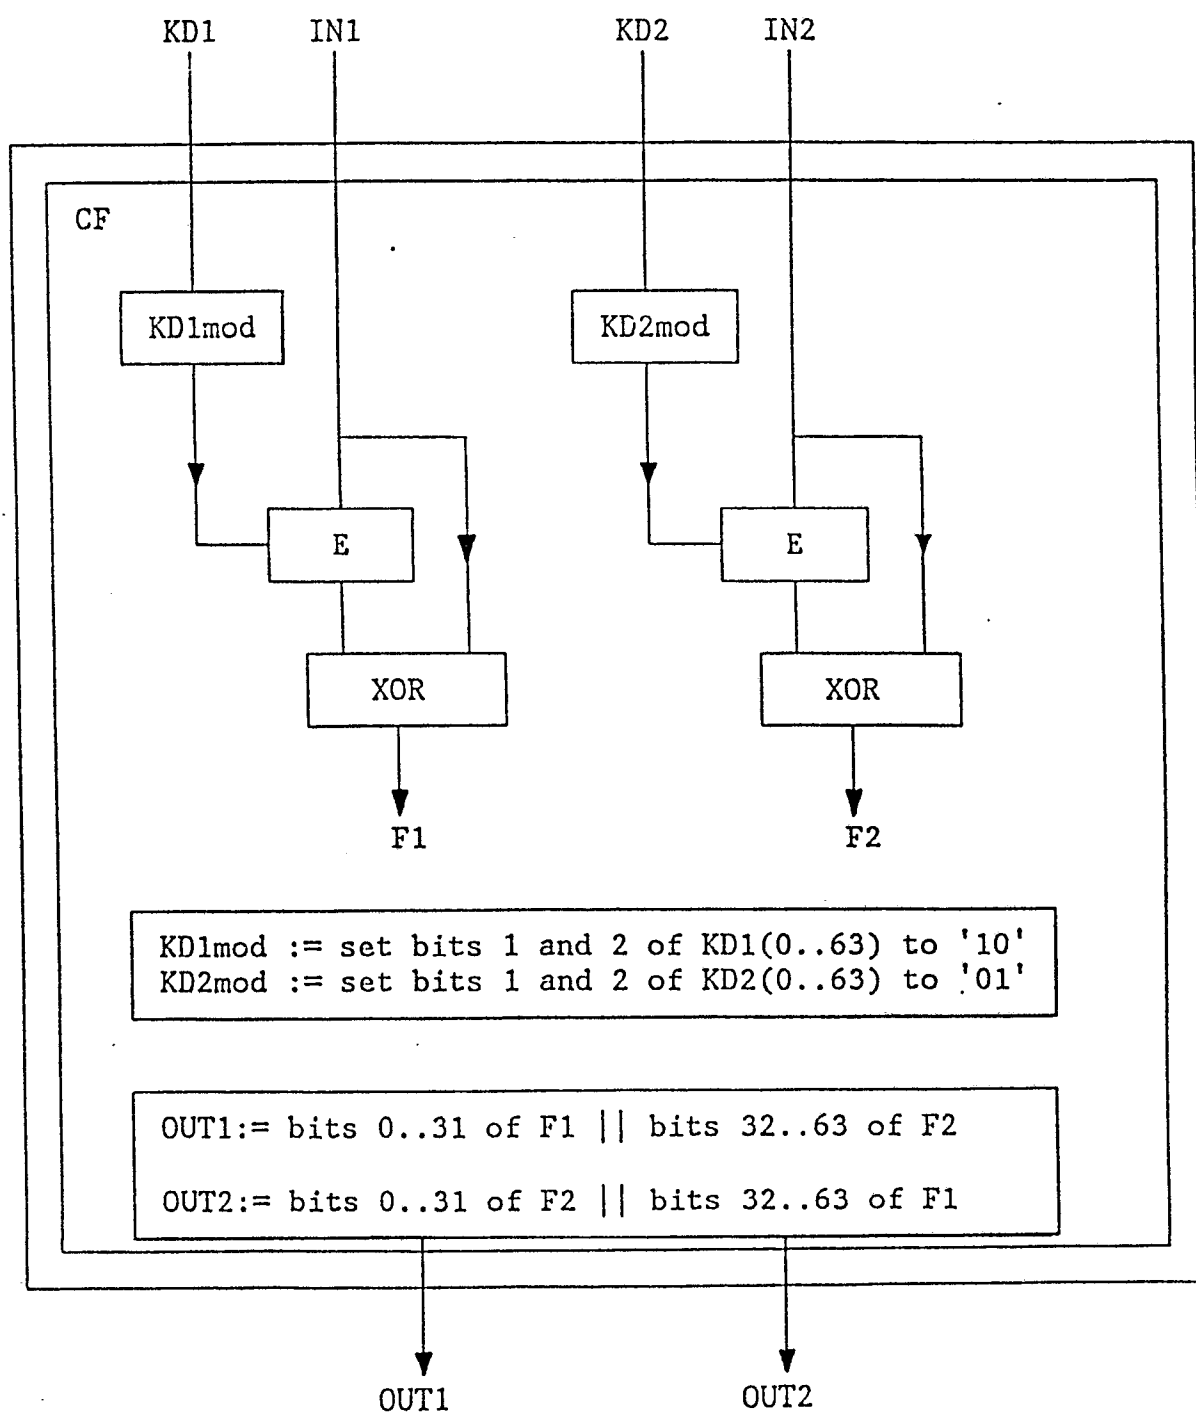 KD1 IN1 KD2 IN2
CF
KD1mod KD2mod
E E
XOR XOR
F1 F2
KD1mod := set bits 1 and 2 of KD1(0..63) to '10'
KD2mod := set bits 1 and 2 of KD2(0..63) to '01'
OUT1:= bits 0..31 of F1 || bits 32..63 of F2
OUT2:= bits 0..31 of F2 || bits 32..63 of F1
OUT1 OUT2